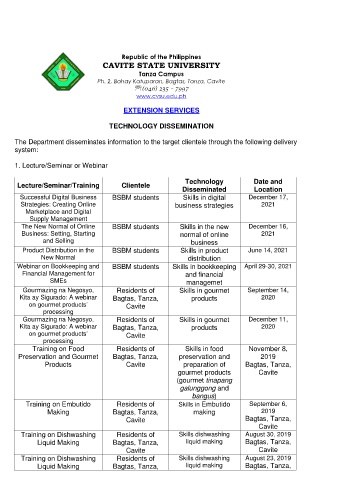 Republic of the Philippines
CAVITE STATE UNIVERSITY
Tanza Campus
Ph. 2, Bahay Katuparan, Bagtas, Tanza, Cavite
☏(046) 235 – 7997
www.cvsu.edu.ph
EXTENSION SERVICES
TECHNOLOGY DISSEMINATION
The Department disseminates information to the target clientele through the following delivery
system:
1. Lecture/Seminar or Webinar
Lecture/Seminar/Training Clientele Technology Disseminated Date and Location
Successful Digital Business BSBM students Skills in digital December 17,
Strategies: Creating Online business strategies 2021
Marketplace and Digital
Supply Management
The New Normal of Online BSBM students Skills in the new December 16,
Business: Setting, Starting normal of online 2021
and Selling business
Product Distribution in the BSBM students Skills in product June 14, 2021
New Normal distribution
Webinar on Bookkeeping and BSBM students Skills in bookkeeping April 29-30, 2021
Financial Management for and financial
SMEs managemet
Gourmazing na Negosyo, Residents of Skills in gourmet September 14,
Kita ay Sigurado: A webinar Bagtas, Tanza, products 2020
on gourmet products' Cavite
processing
Gourmazing na Negosyo, Residents of Skills in gourmet December 11,
Kita ay Sigurado: A webinar Bagtas, Tanza, products 2020
on gourmet products' Cavite
processing
Training on Food Residents of Skills in food November 8,
Preservation and Gourmet Bagtas, Tanza, preservation and 2019
Products Cavite preparation of Bagtas, Tanza,
gourmet products Cavite
(gourmet tinapang
galunggong and
bangus)
Training on Embutido Residents of Skills in Embutido September 6,
Making Bagtas, Tanza, making 2019
Cavite Bagtas, Tanza,
Cavite
Training on Dishwashing Residents of Skills dishwashing August 30, 2019
Liquid Making Bagtas, Tanza, liquid making Bagtas, Tanza,
Cavite Cavite
Training on Dishwashing Residents of Skills dishwashing August 23, 2019
Liquid Making Bagtas, Tanza, liquid making Bagtas, Tanza,